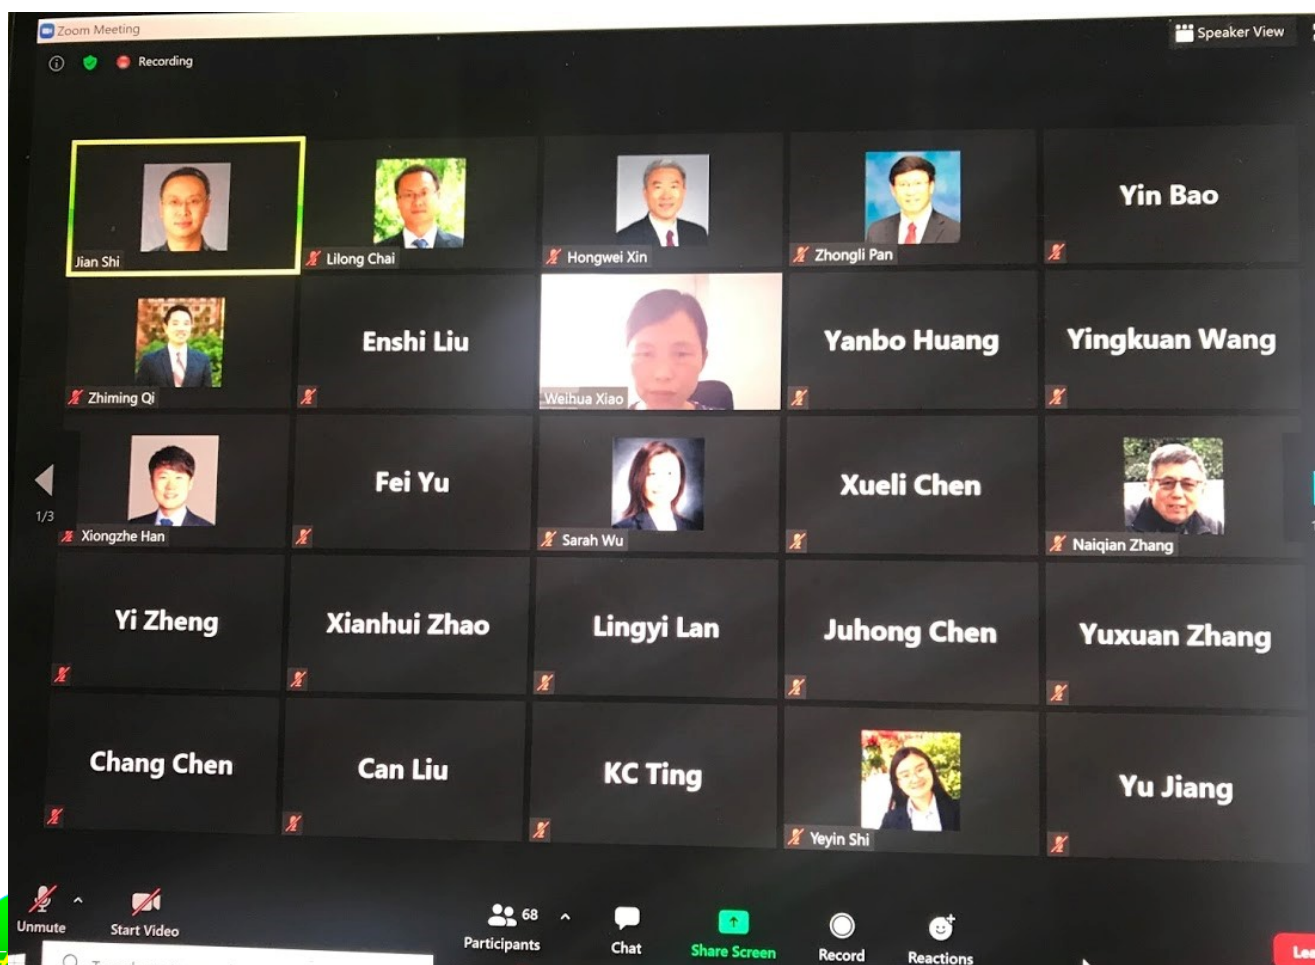 Zoom Meeting
Speaker View
Recording
Jian Shi
Lilong Chai
Hongwei Xin
Zhongli Pan
Yin Bao
Zhiming Qi
Enshi Liu
Weihua Xiao
Yanbo Huang
Yingkuan Wang
1/3
Xiongzhe Han
Fei Yu
Sarah Wu
Xueli Chen
Naiqian Zhang
Yi Zheng
Xianhui Zhao
Lingyi Lan
Juhong Chen
Yuxuan Zhang
Chang Chen
Can Liu
KC Ting
Yeyin Shi
Yu Jiang
Unmute
Start Video
68
Participants
Chat
Share Screen
Record
Reactions